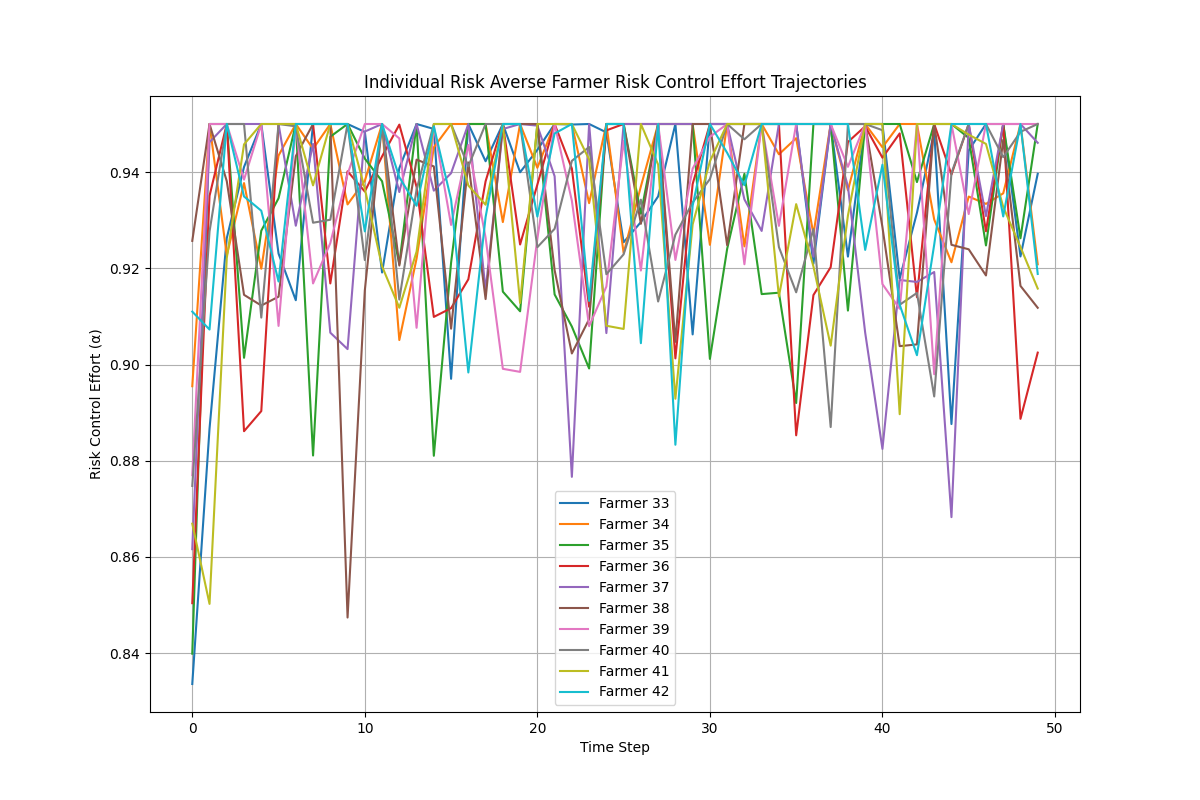 Individual Risk Averse Farmer Risk Control Effort Trajectories
Risk Control Effort (α)
0.94
0.92
0.90
0.88
0.86
0.84
Farmer 33
Farmer 34
Farmer 35
Farmer 36
Farmer 37
Farmer 38
Farmer 39
Farmer 40
Farmer 41
Farmer 42
0 10 20 30 40 50
Time Step